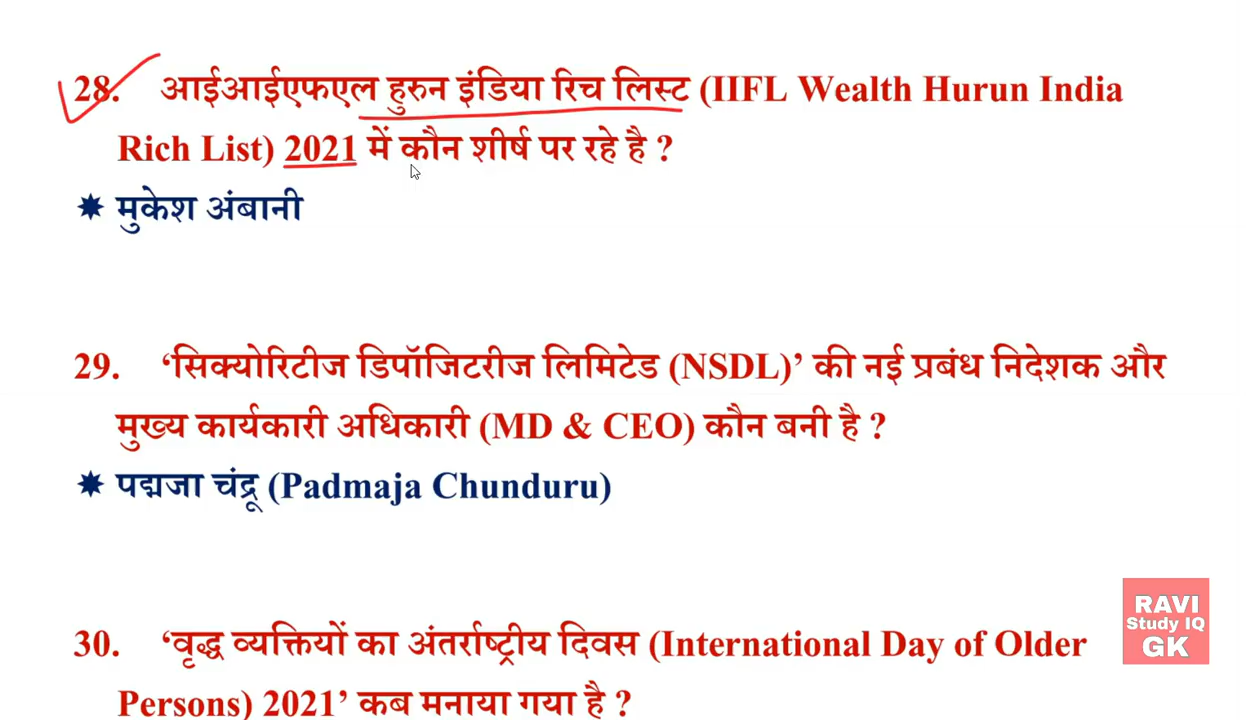 28. आईआईएफएल हुरुन इंडिया रिच लिस्ट (IIFL Wealth Hurun India
Rich List) 2021 में कौन शीर्ष पर रहे है ?
✷ मुकेश अंबानी
29. ‘सिक्योरिटीज डिपॉजिटरीज लिमिटेड (NSDL)’ की नई प्रबंध निदेशक और
मुख्य कार्यकारी अधिकारी (MD & CEO) कौन बनी है ?
✷ पद्मजा चंद्रू (Padmaja Chunduru)
30. ‘वृद्ध व्यक्तियों का अंतर्राष्ट्रीय दिवस (International Day of Older
Persons) 2021’ कब मनाया गया है ?
RAVI
Study IQ
GK